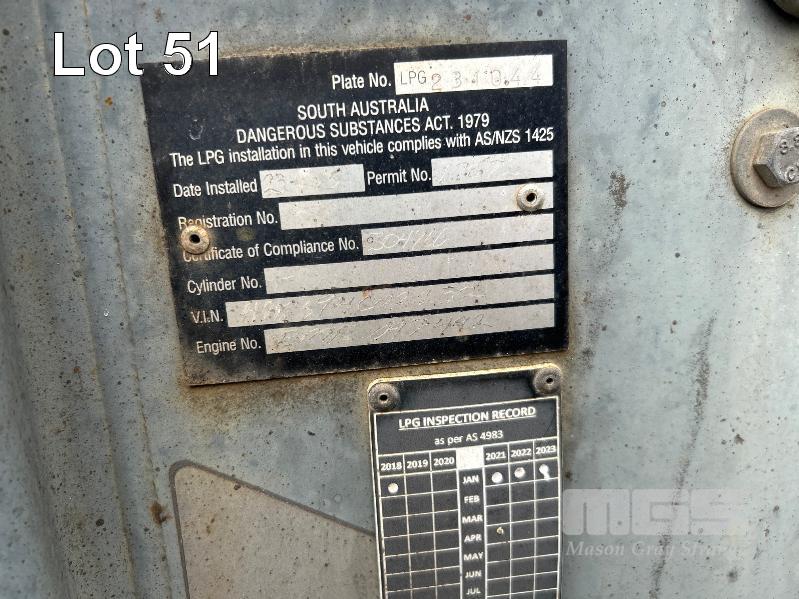 Lot 51
Plate No. LPG 231044
SOUTH AUSTRALIA
DANGEROUS SUBSTANCES ACT. 1979
The LPG installation in this vehicle complies with AS/NZS 1425
Date Installed Permit No.
Registration No.
Certificate of Compliance No.
Cylinder No.
V.I.N.
Engine No.
LPG INSPECTION RECORD
as per AS 4983
2018 2019 2020 2021 2022 2023
JAN
FEB
MAR
APR
MAY
JUN
JUL
MGS
Mason Gray Strange